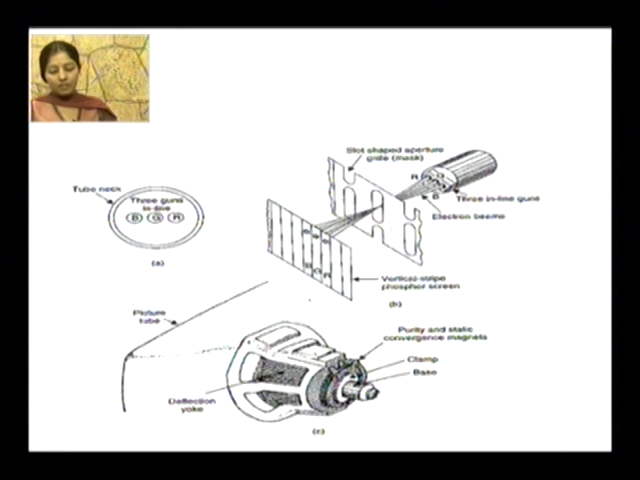 Slot shaped aperture
grille (mask)
R
B
Three in-line guns
Electron beams
Tube neck
Three guns
in-line
B G R
(a)
B G R
Vertical-stripe
phosphor screen
(b)
Picture
tube
Purity and static
convergence magnets
Clamp
Base
Deflection
yoke
(c)